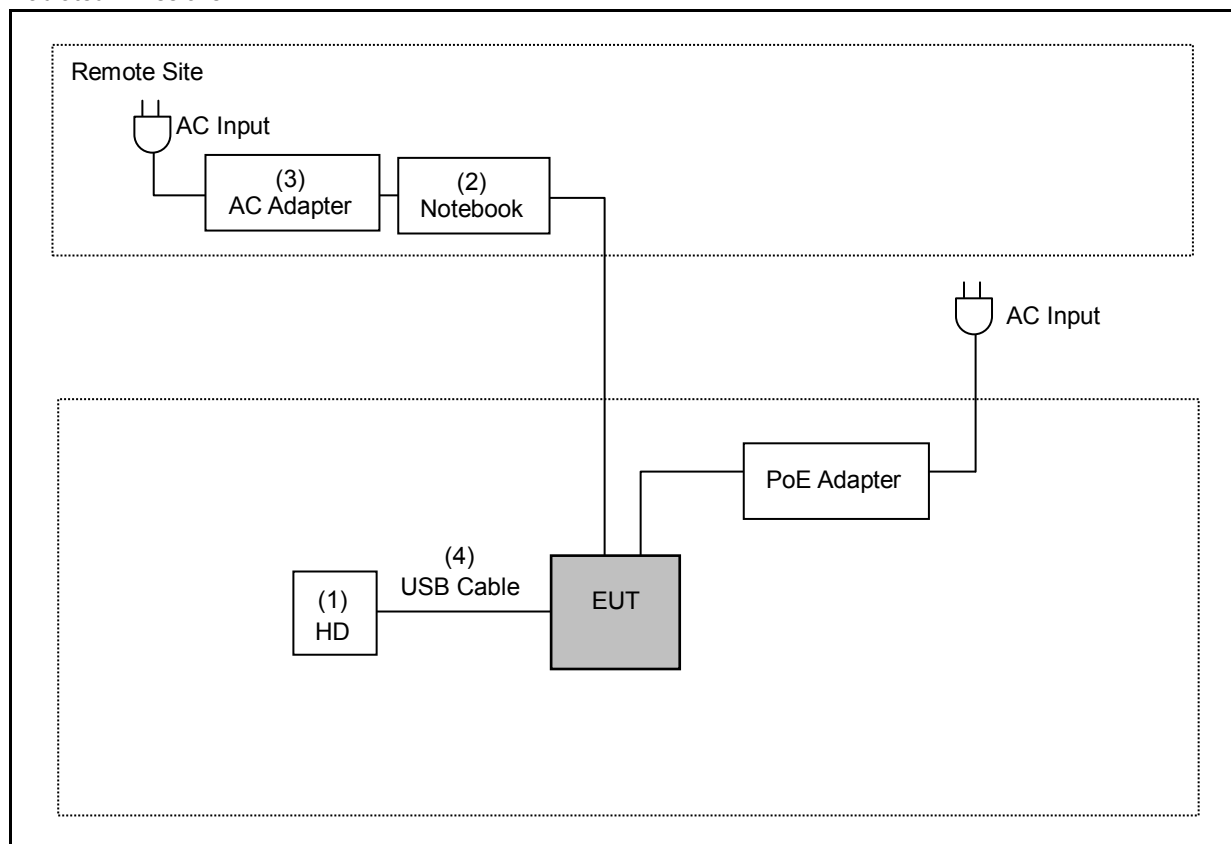 Remote Site
AC Input
(3)
AC Adapter
(2)
Notebook
AC Input
PoE Adapter
(4)
USB Cable
EUT
(1)
HD